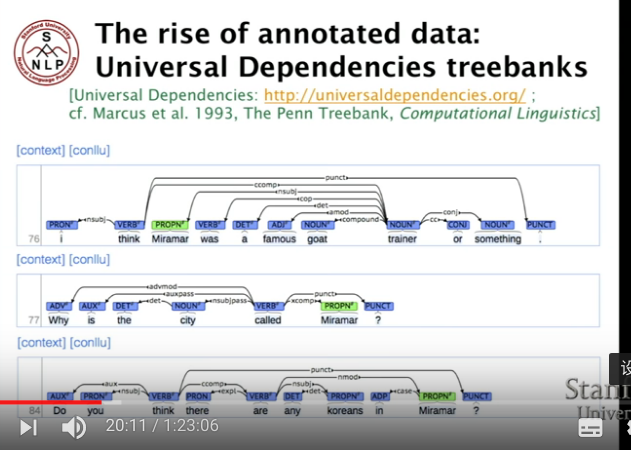 S
NLP
Stanford University
Natural Language Processing
The rise of annotated data:
Universal Dependencies treebanks
[Universal Dependencies: http://universaldependencies.org/ ;
cf. Marcus et al. 1993, The Penn Treebank, Computational Linguistics]
[context] [conllu]
punct
ccomp
nsubj
cop
det
amod
nsubj compound cc conj
PRON VERB PROPN VERB DET ADJ NOUN NOUN CONJ NOUN PUNCT
76 i think Miramar was a famous goat trainer or something .
[context] [conllu]
advmod
auxpass punct
det nsubjpass xcomp
ADV AUX DET NOUN VERB PROPN PUNCT
77 Why is the city called Miramar ?
[context] [conllu]
punct
nmod
aux ccomp nsubj
nsubj expl det case
AUX PRON VERB PRON VERB DET PROPN ADP PROPN PUNCT
84 Do you think there are any koreans in Miramar ?
20:11 / 1:23:06